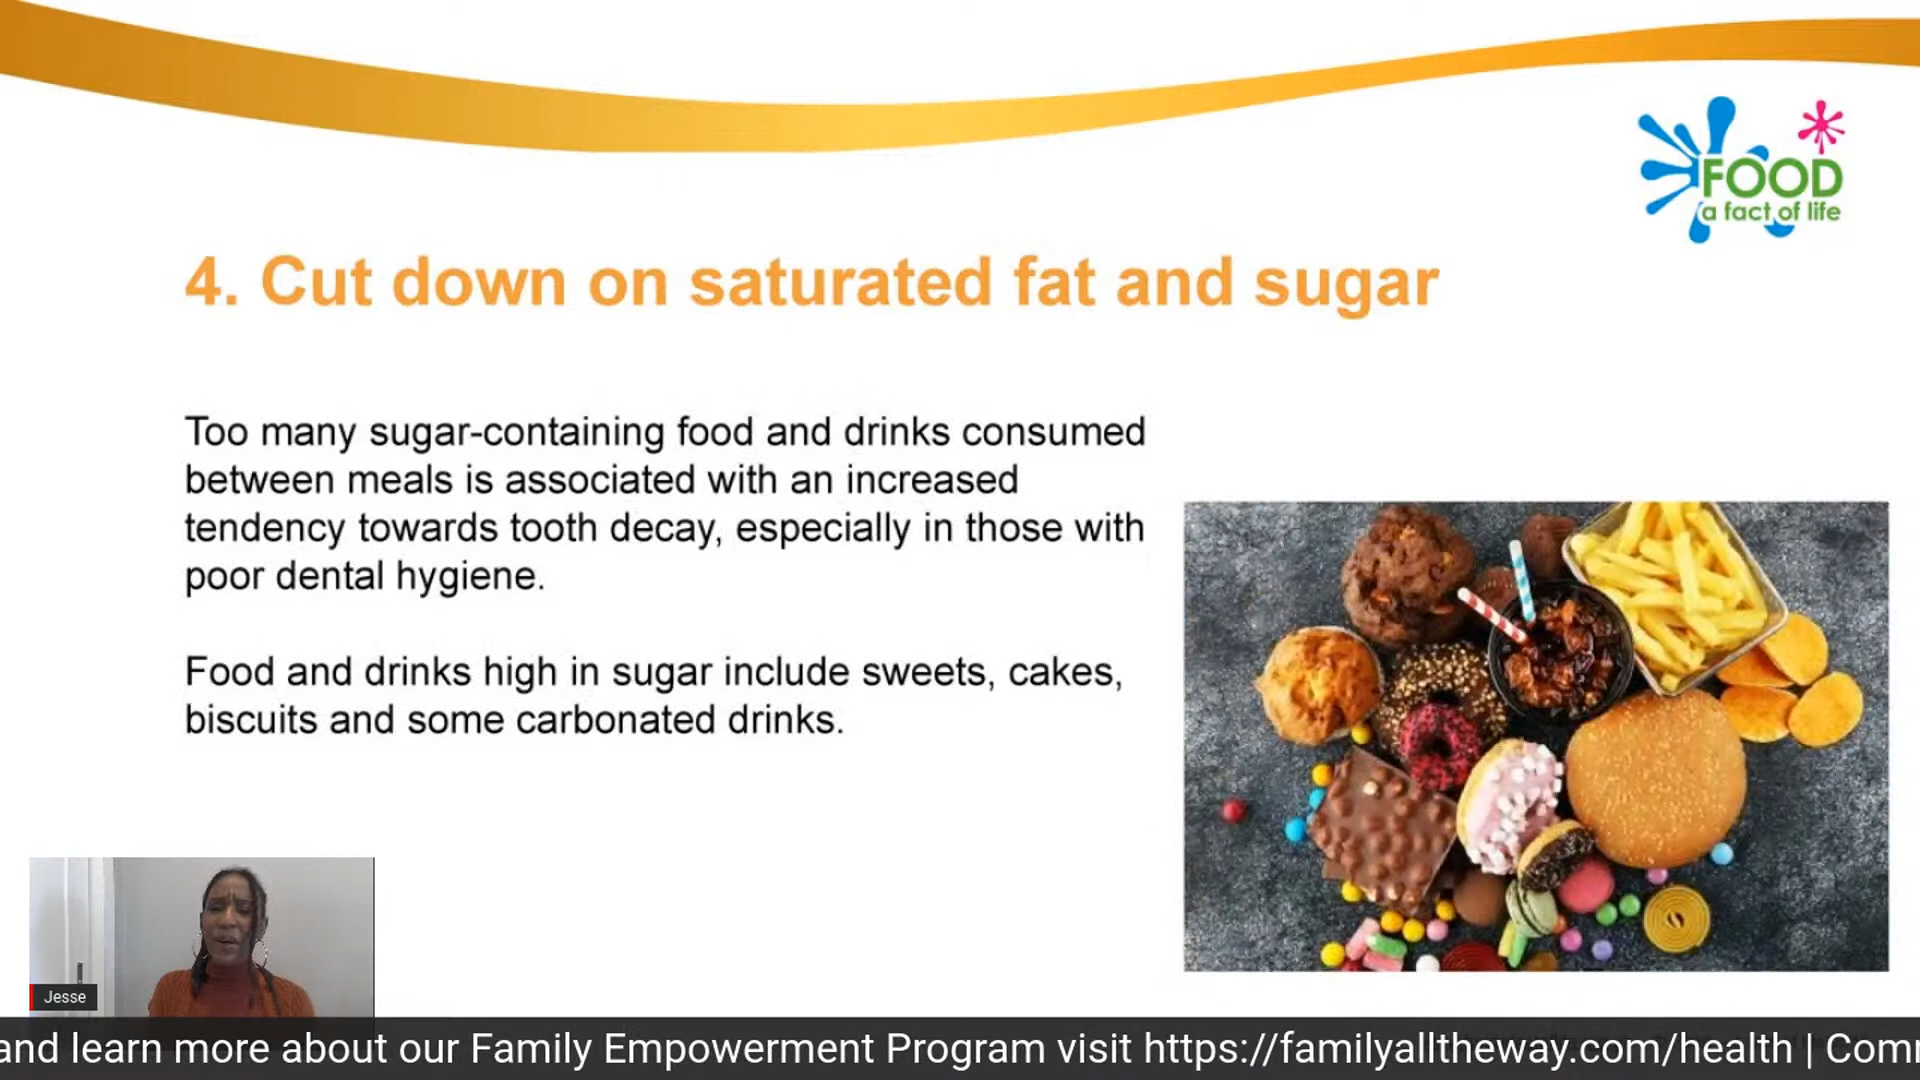 FOOD
a fact of life
4. Cut down on saturated fat and sugar
Too many sugar-containing food and drinks consumed
between meals is associated with an increased
tendency towards tooth decay, especially in those with
poor dental hygiene.
Food and drinks high in sugar include sweets, cakes,
biscuits and some carbonated drinks.
Jesse
and learn more about our Family Empowerment Program visit https://familyalltheway.com/health |